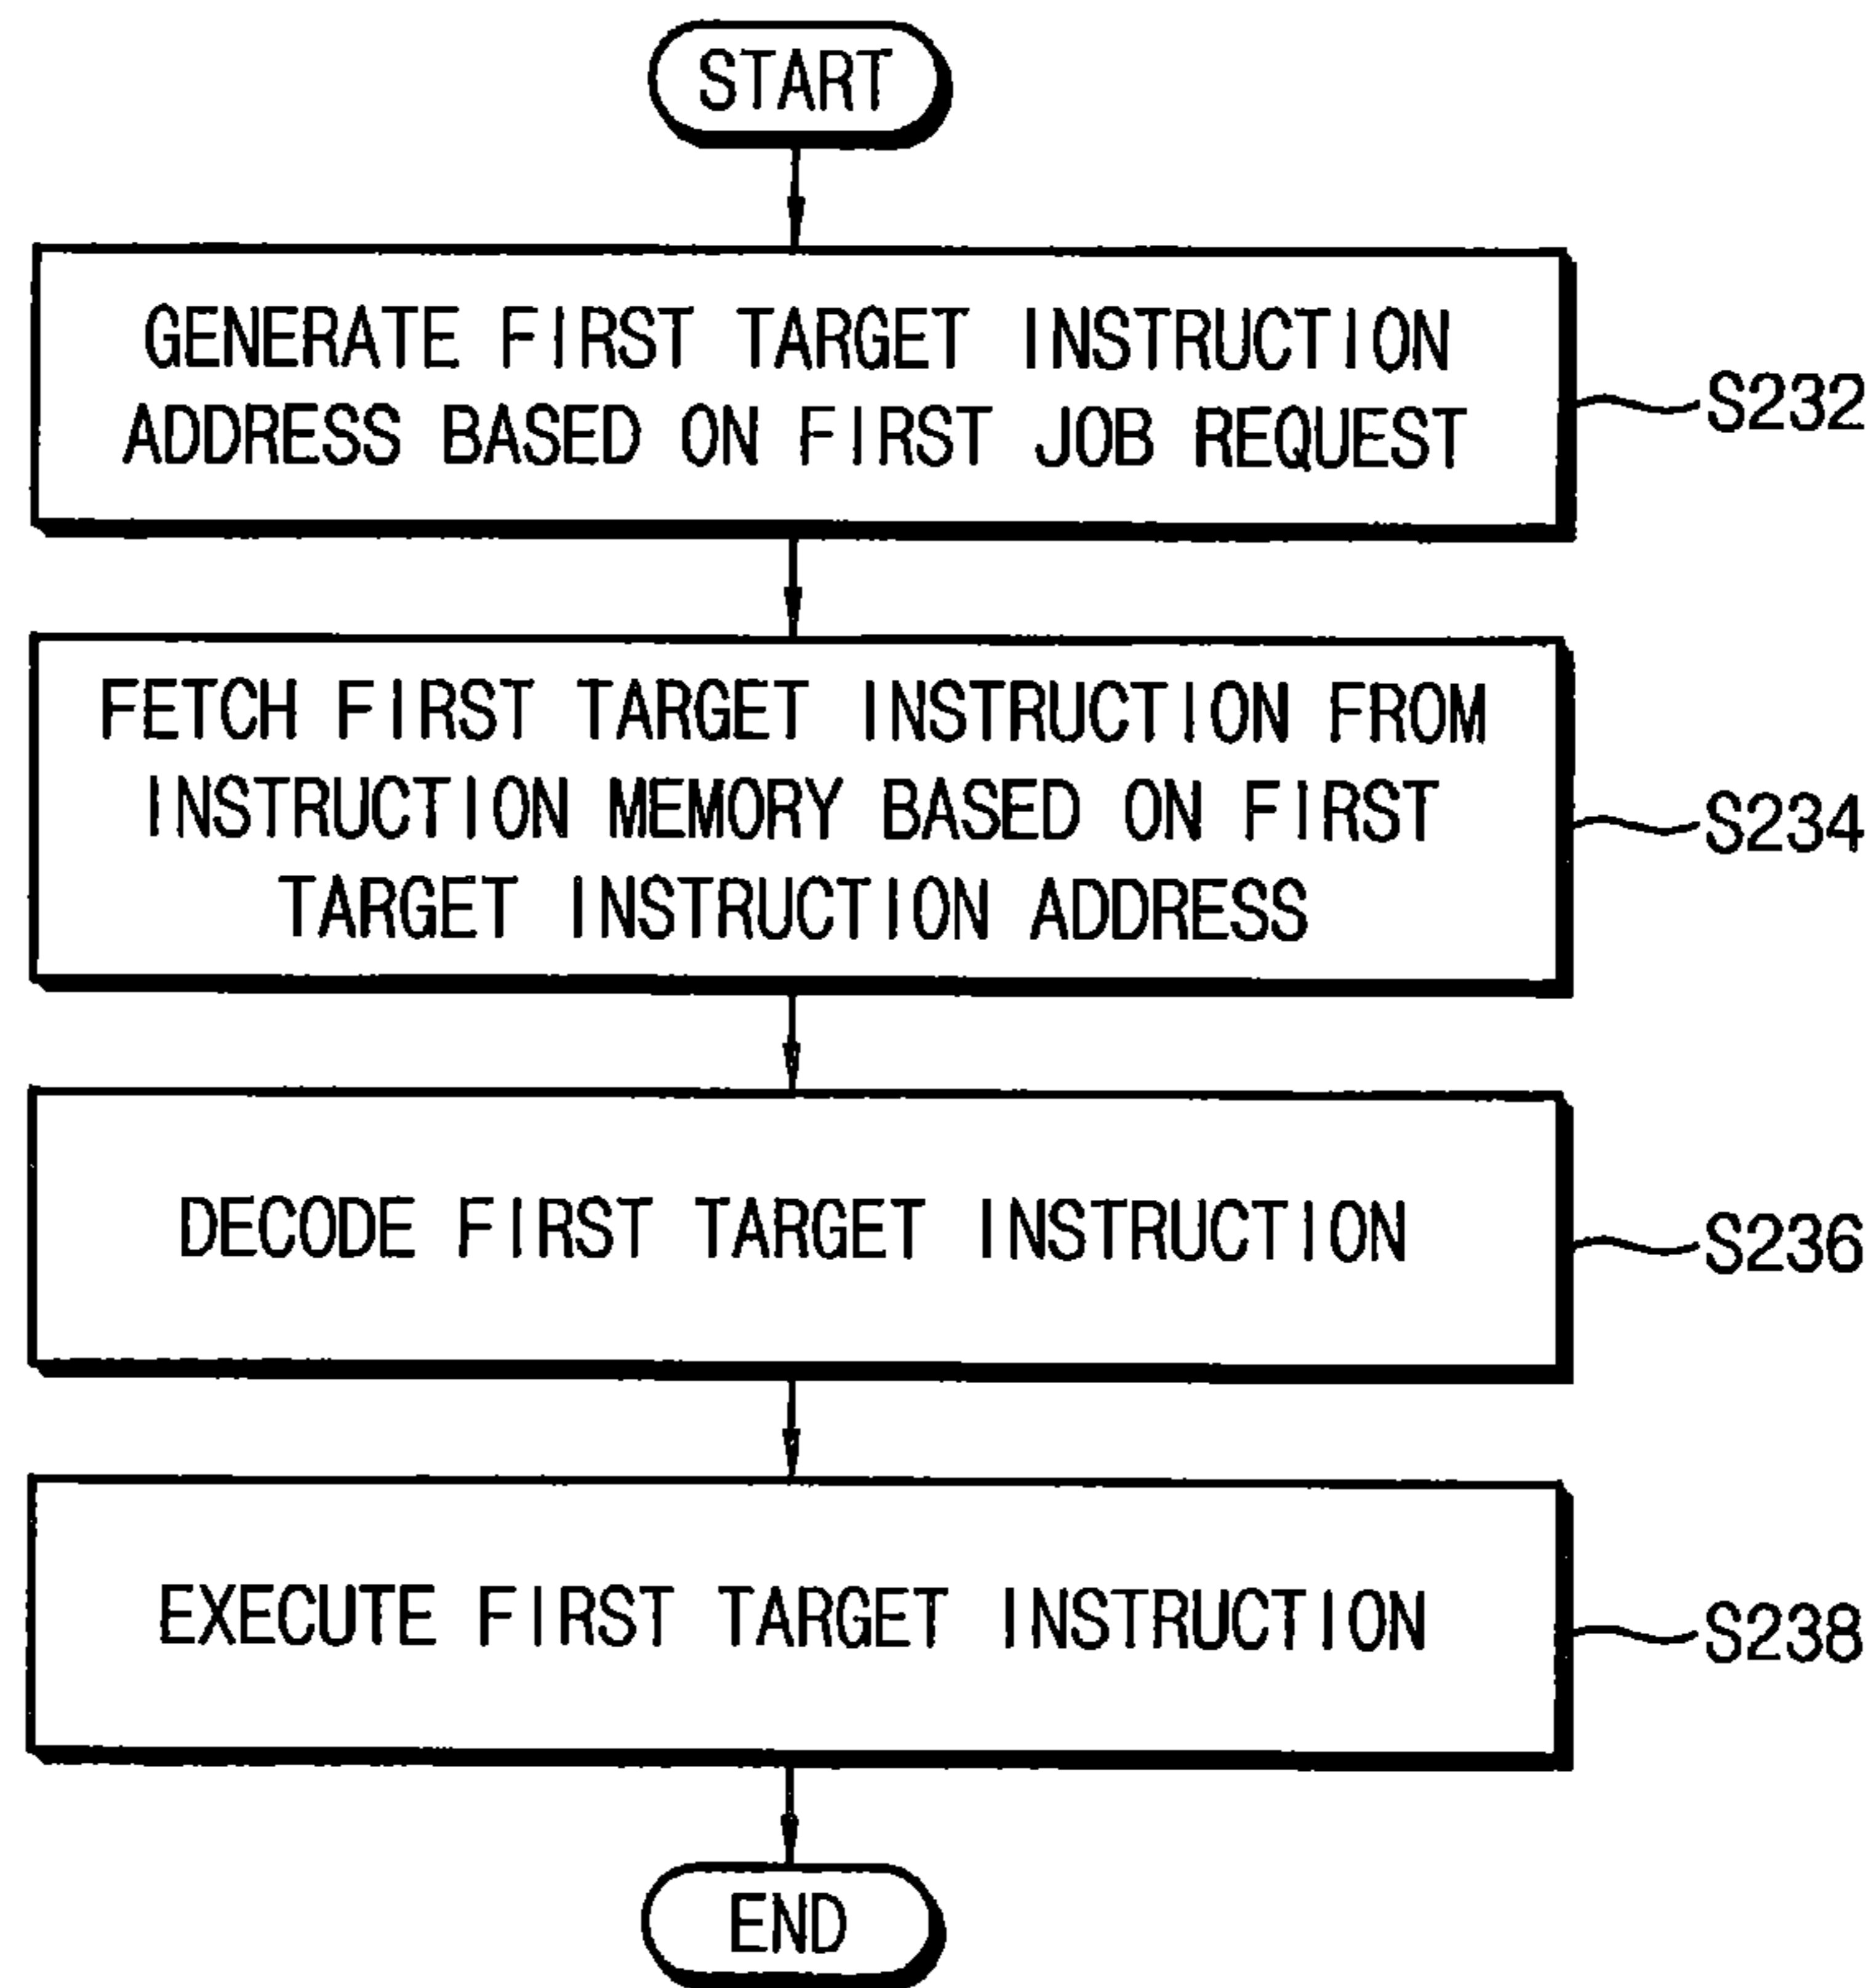 START
GENERATE FIRST TARGET INSTRUCTION
ADDRESS BASED ON FIRST JOB REQUEST
S232
FETCH FIRST TARGET INSTRUCTION FROM
INSTRUCTION MEMORY BASED ON FIRST
TARGET INSTRUCTION ADDRESS
S234
DECODE FIRST TARGET INSTRUCTION
S236
EXECUTE FIRST TARGET INSTRUCTION
S238
END